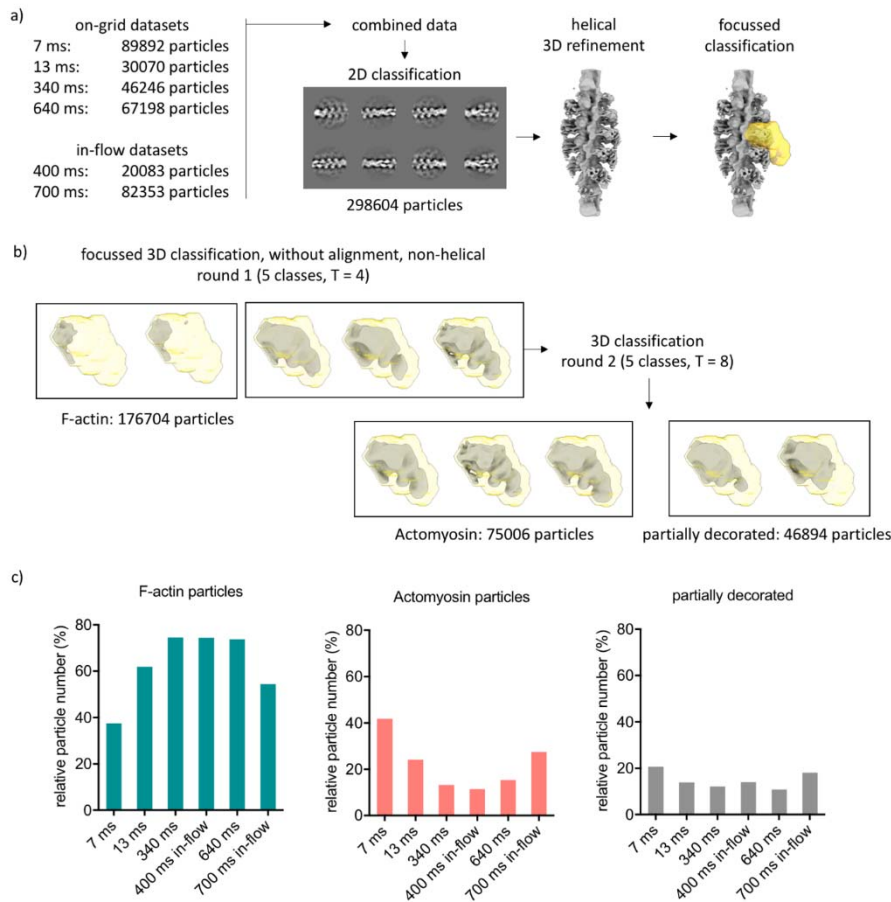 a)
on-grid datasets
7 ms: 89892 particles
13 ms: 30070 particles
340 ms: 46246 particles
640 ms: 67198 particles
in-flow datasets
400 ms: 20083 particles
700 ms: 82353 particles
combined data
2D classification
298604 particles
helical
3D refinement
focussed
classification
b)
focussed 3D classification, without alignment, non-helical
round 1 (5 classes, T = 4)
F-actin: 176704 particles
3D classification
round 2 (5 classes, T = 8)
Actomyosin: 75006 particles
partially decorated: 46894 particles
c)
F-actin particles
relative particle number (%)
80
60
40
20
0
7 ms
13 ms
340 ms
400 ms in-flow
640 ms
700 ms in-flow
Actomyosin particles
relative particle number (%)
80
60
40
20
0
7 ms
13 ms
340 ms
400 ms in-flow
640 ms
700 ms in-flow
partially decorated
relative particle number (%)
80
60
40
20
0
7 ms
13 ms
340 ms
400 ms in-flow
640 ms
700 ms in-flow